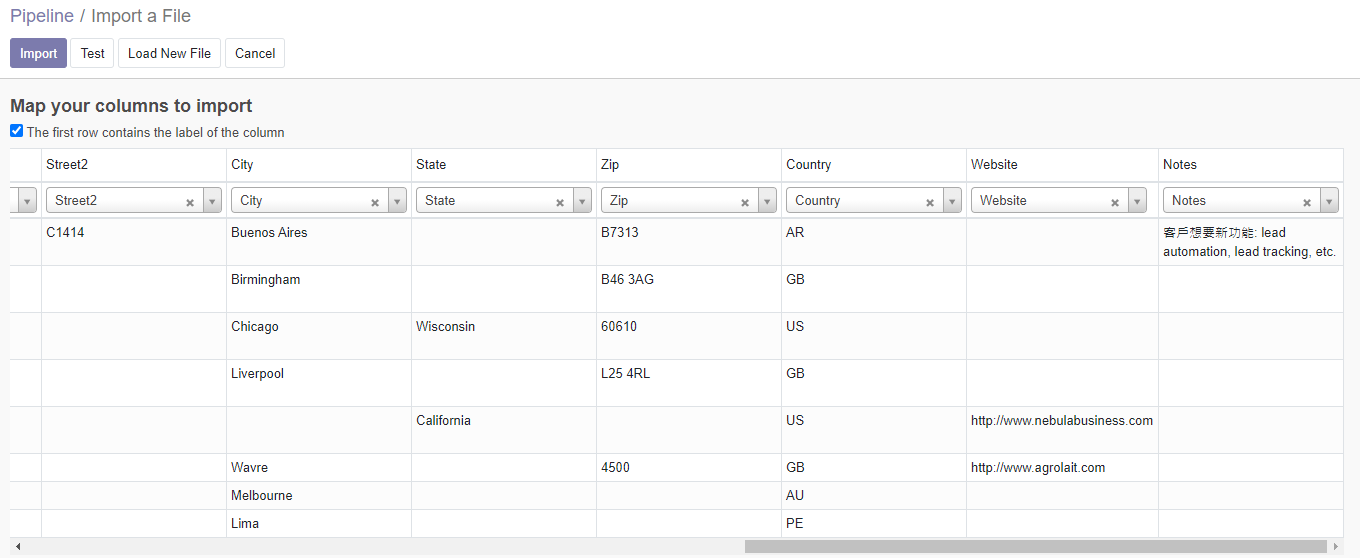 Pipeline / Import a File
Import Test Load New File Cancel
Map your columns to import
The first row contains the label of the column
Street2 City State Zip Country Website Notes
Street2 City State Zip Country Website Notes
C1414 Buenos Aires B7313 AR 客戶想要新功能: lead
automation, lead tracking, etc.
Birmingham B46 3AG GB
Chicago Wisconsin 60610 US
Liverpool L25 4RL GB
California US http://www.nebulabusiness.com
Wavre 4500 GB http://www.agrolait.com
Melbourne AU
Lima PE